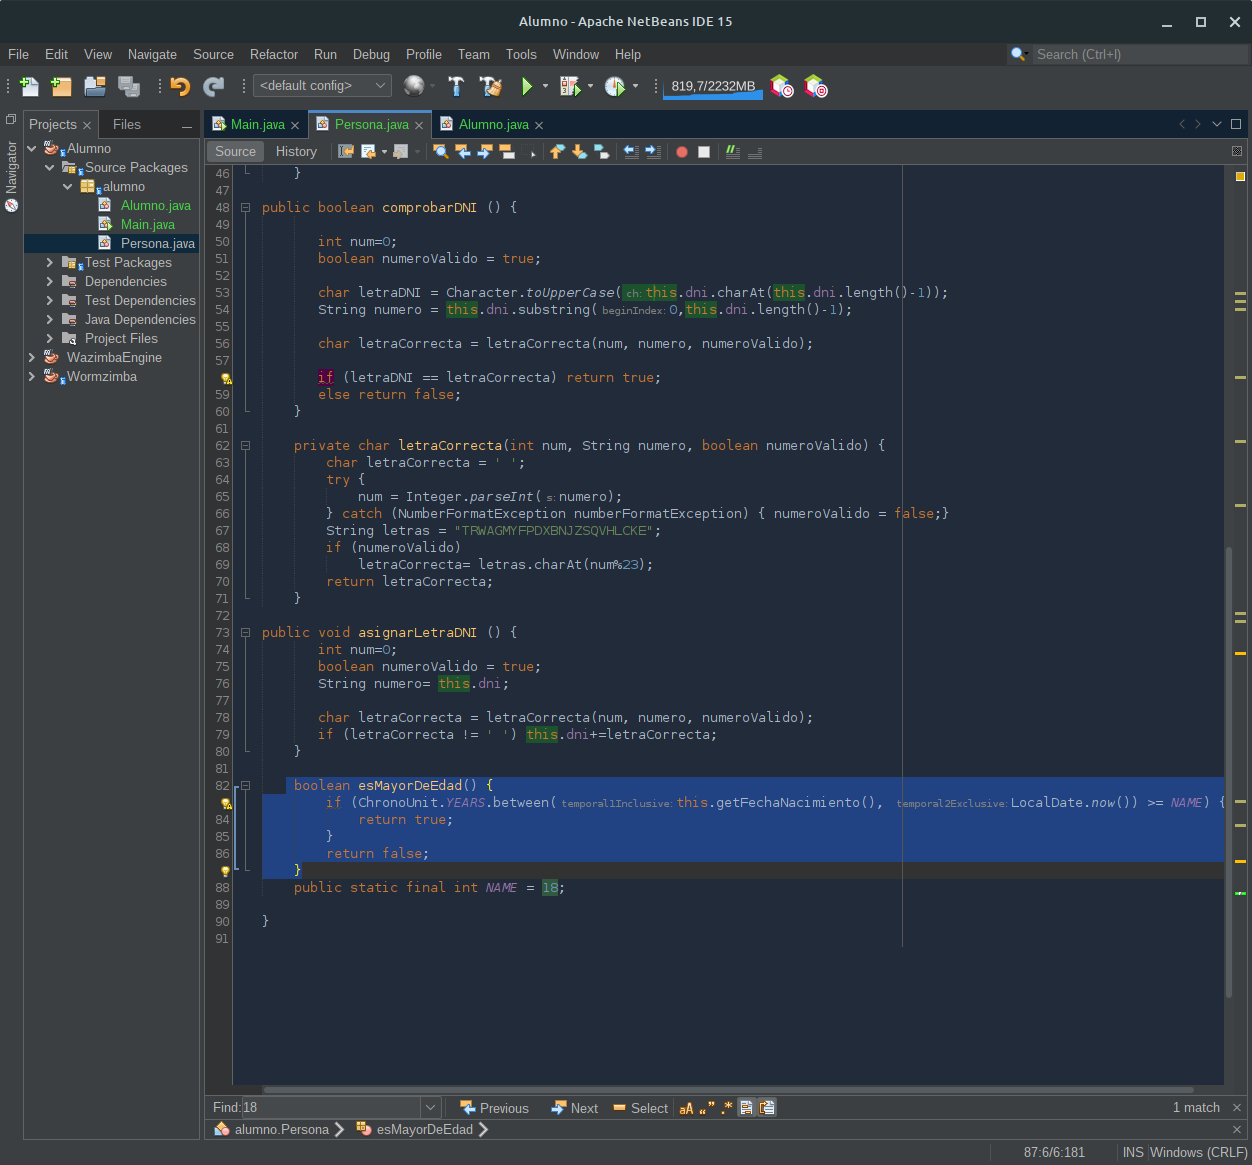 Alumno - Apache NetBeans IDE 15
File Edit View Navigate Source Refactor Run Debug Profile Team Tools Window Help
Search (Ctrl+I)
<default config>
819,7/2232MB
Navigator
Projects
Files
Alumno
Source Packages
alumno
Alumno.java
Main.java
Persona.java
Test Packages
Dependencies
Test Dependencies
Java Dependencies
Project Files
WazimbaEngine
Wormzimba
Main.java Persona.java Alumno.java
Source History
46 }
47
48 public boolean comprobarDNI () {
49
50 int num=0;
51 boolean numeroValido = true;
52
53 char letraDNI = Character.toUpperCase( ch: this.dni.charAt(this.dni.length()-1));
54 String numero = this.dni.substring( beginIndex: 0,this.dni.length()-1);
55
56 char letraCorrecta = letraCorrecta(num, numero, numeroValido);
57
if (letraDNI == letraCorrecta) return true;
59 else return false;
60 }
61
62 private char letraCorrecta(int num, String numero, boolean numeroValido) {
63 char letraCorrecta = ' ';
64 try {
65 num = Integer.parseInt( s: numero);
66 } catch (NumberFormatException numberFormatException) { numeroValido = false;}
67 String letras = "TRWAGMYFPDXBNJZSQVHLCKE";
68 if (numeroValido)
69 letraCorrecta= letras.charAt(num%23);
70 return letraCorrecta;
71 }
72
73 public void asignarLetraDNI () {
74 int num=0;
75 boolean numeroValido = true;
76 String numero= this.dni;
77
78 char letraCorrecta = letraCorrecta(num, numero, numeroValido);
79 if (letraCorrecta != ' ') this.dni+=letraCorrecta;
80 }
81
82 boolean esMayorDeEdad() {
if (ChronoUnit.YEARS.between( temporal1Inclusive: this.getFechaNacimiento(), temporal2Exclusive: LocalDate.now()) >= NAME) {
84 return true;
85 }
86 return false;
}
88 public static final int NAME = 18;
89
90 }
91
Find: 18 Previous Next Select aA 1 match
alumno.Persona esMayorDeEdad
87:6/6:181 INS Windows (CRLF)